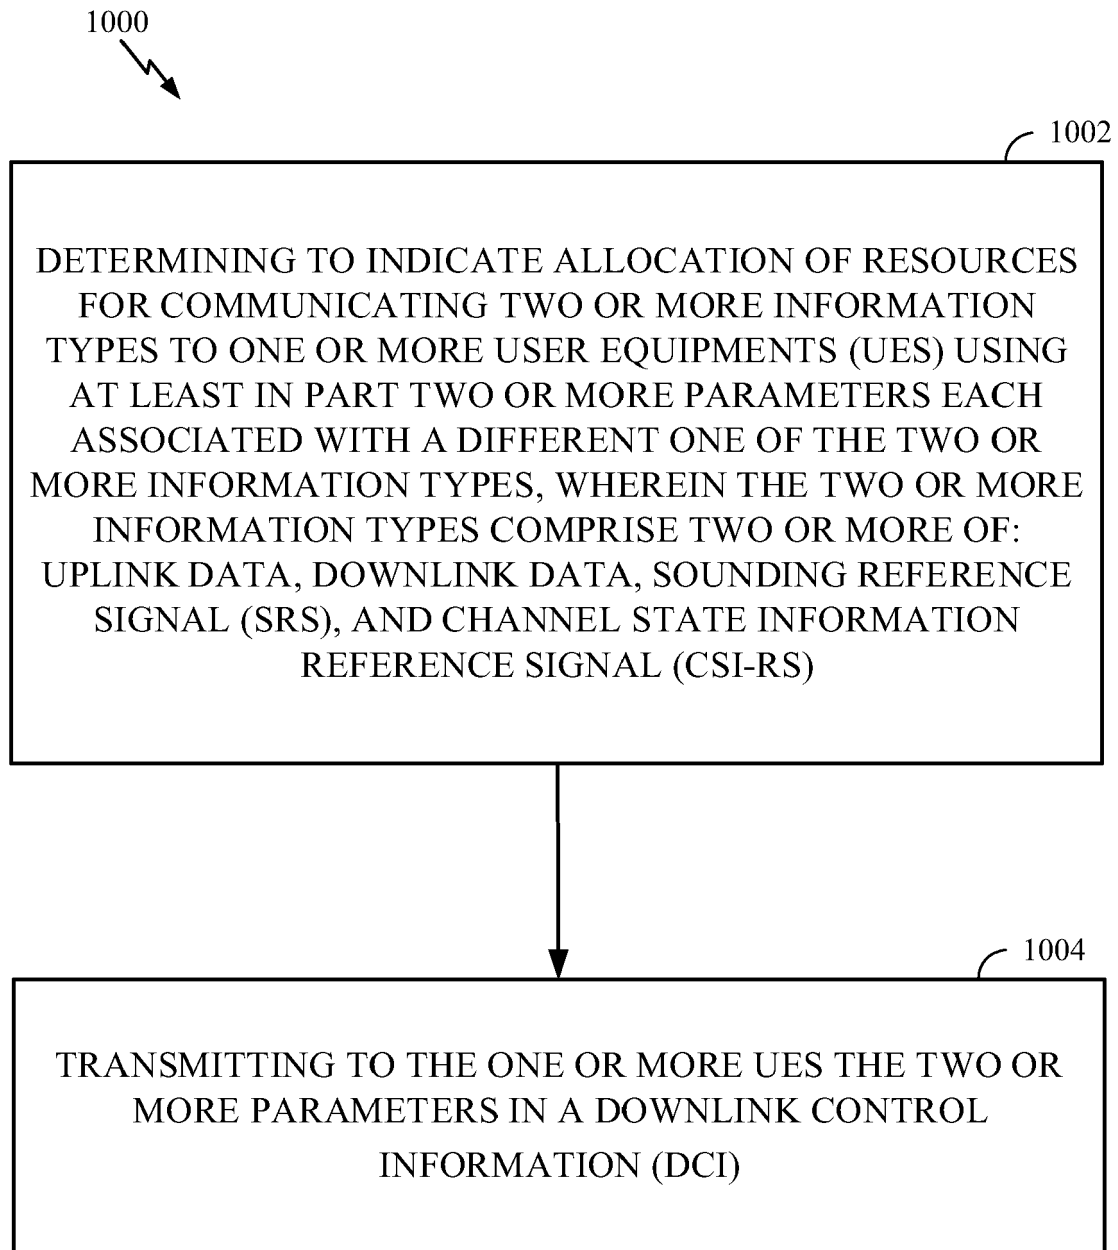 1000
1002
DETERMINING TO INDICATE ALLOCATION OF RESOURCES
FOR COMMUNICATING TWO OR MORE INFORMATION
TYPES TO ONE OR MORE USER EQUIPMENTS (UES) USING
AT LEAST IN PART TWO OR MORE PARAMETERS EACH
ASSOCIATED WITH A DIFFERENT ONE OF THE TWO OR
MORE INFORMATION TYPES, WHEREIN THE TWO OR MORE
INFORMATION TYPES COMPRISE TWO OR MORE OF:
UPLINK DATA, DOWNLINK DATA, SOUNDING REFERENCE
SIGNAL (SRS), AND CHANNEL STATE INFORMATION
REFERENCE SIGNAL (CSI-RS)
1004
TRANSMITTING TO THE ONE OR MORE UES THE TWO OR
MORE PARAMETERS IN A DOWNLINK CONTROL
INFORMATION (DCI)